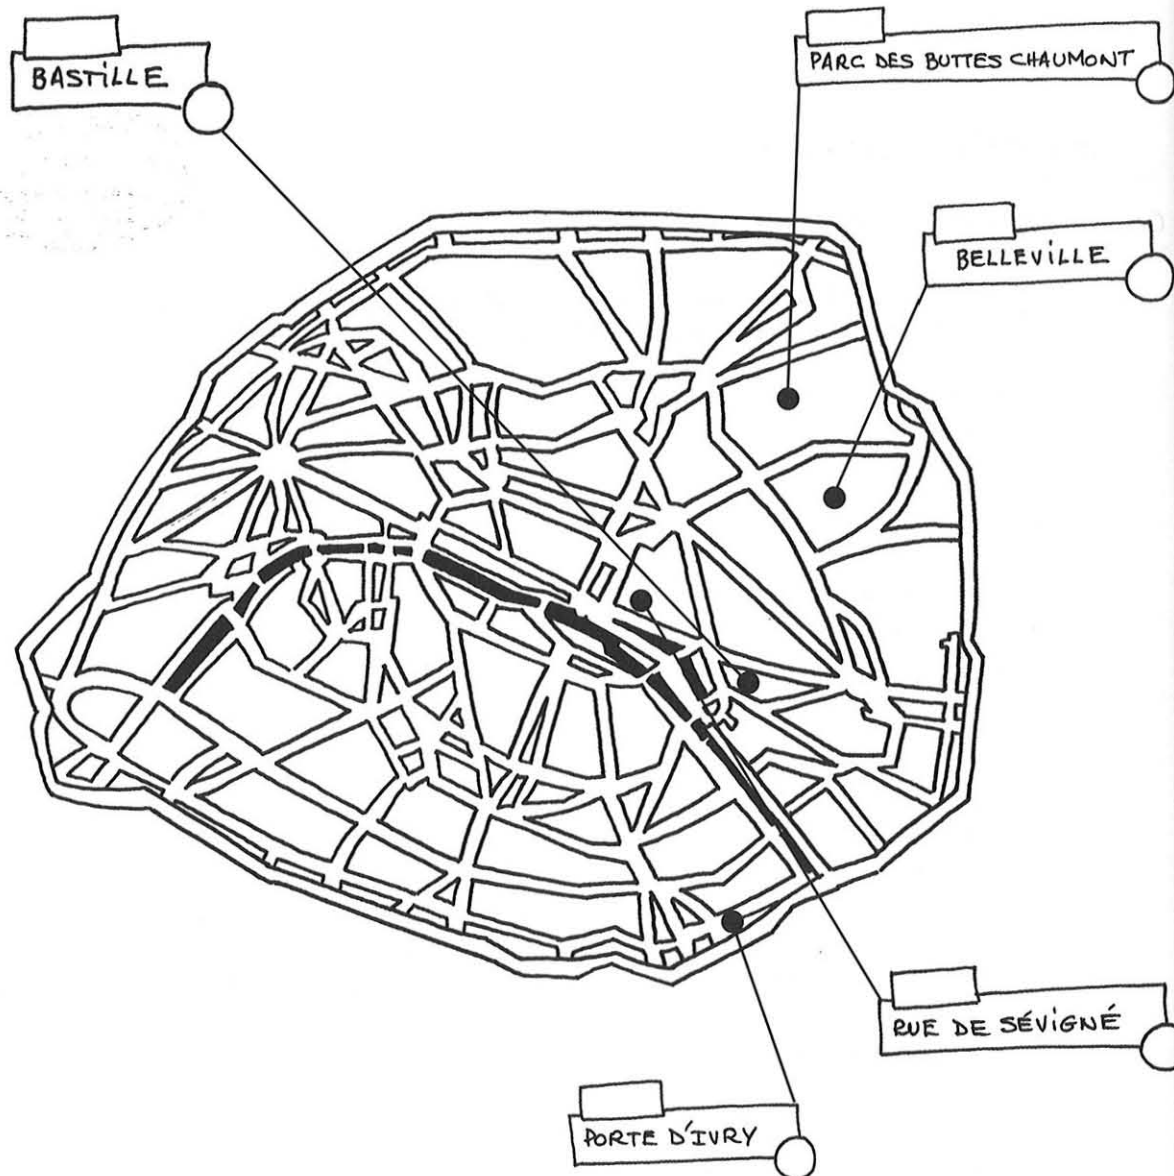 BASTiLLE
PARC DES BUTTES CHAUMONT
BELLEViLLE
RUE DE SÉViGNÉ
PORTE D'IVRY